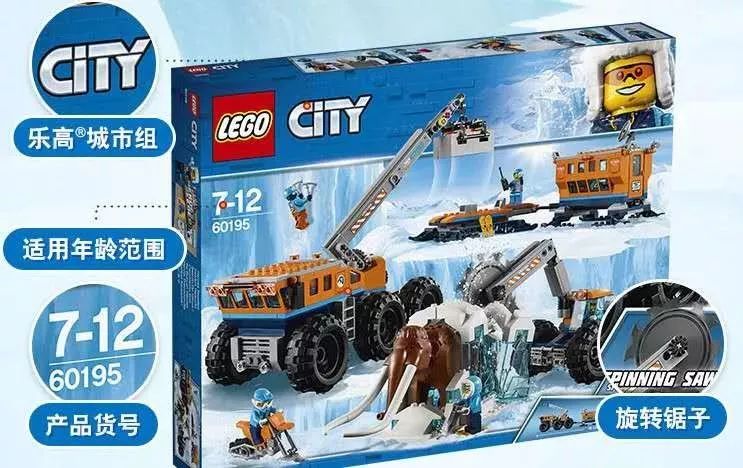 CITY
乐高®城市组
LEGO CITY
7-12
60195
适用年龄范围
7-12
60195
产品货号
SPINNING SAW
旋转锯子